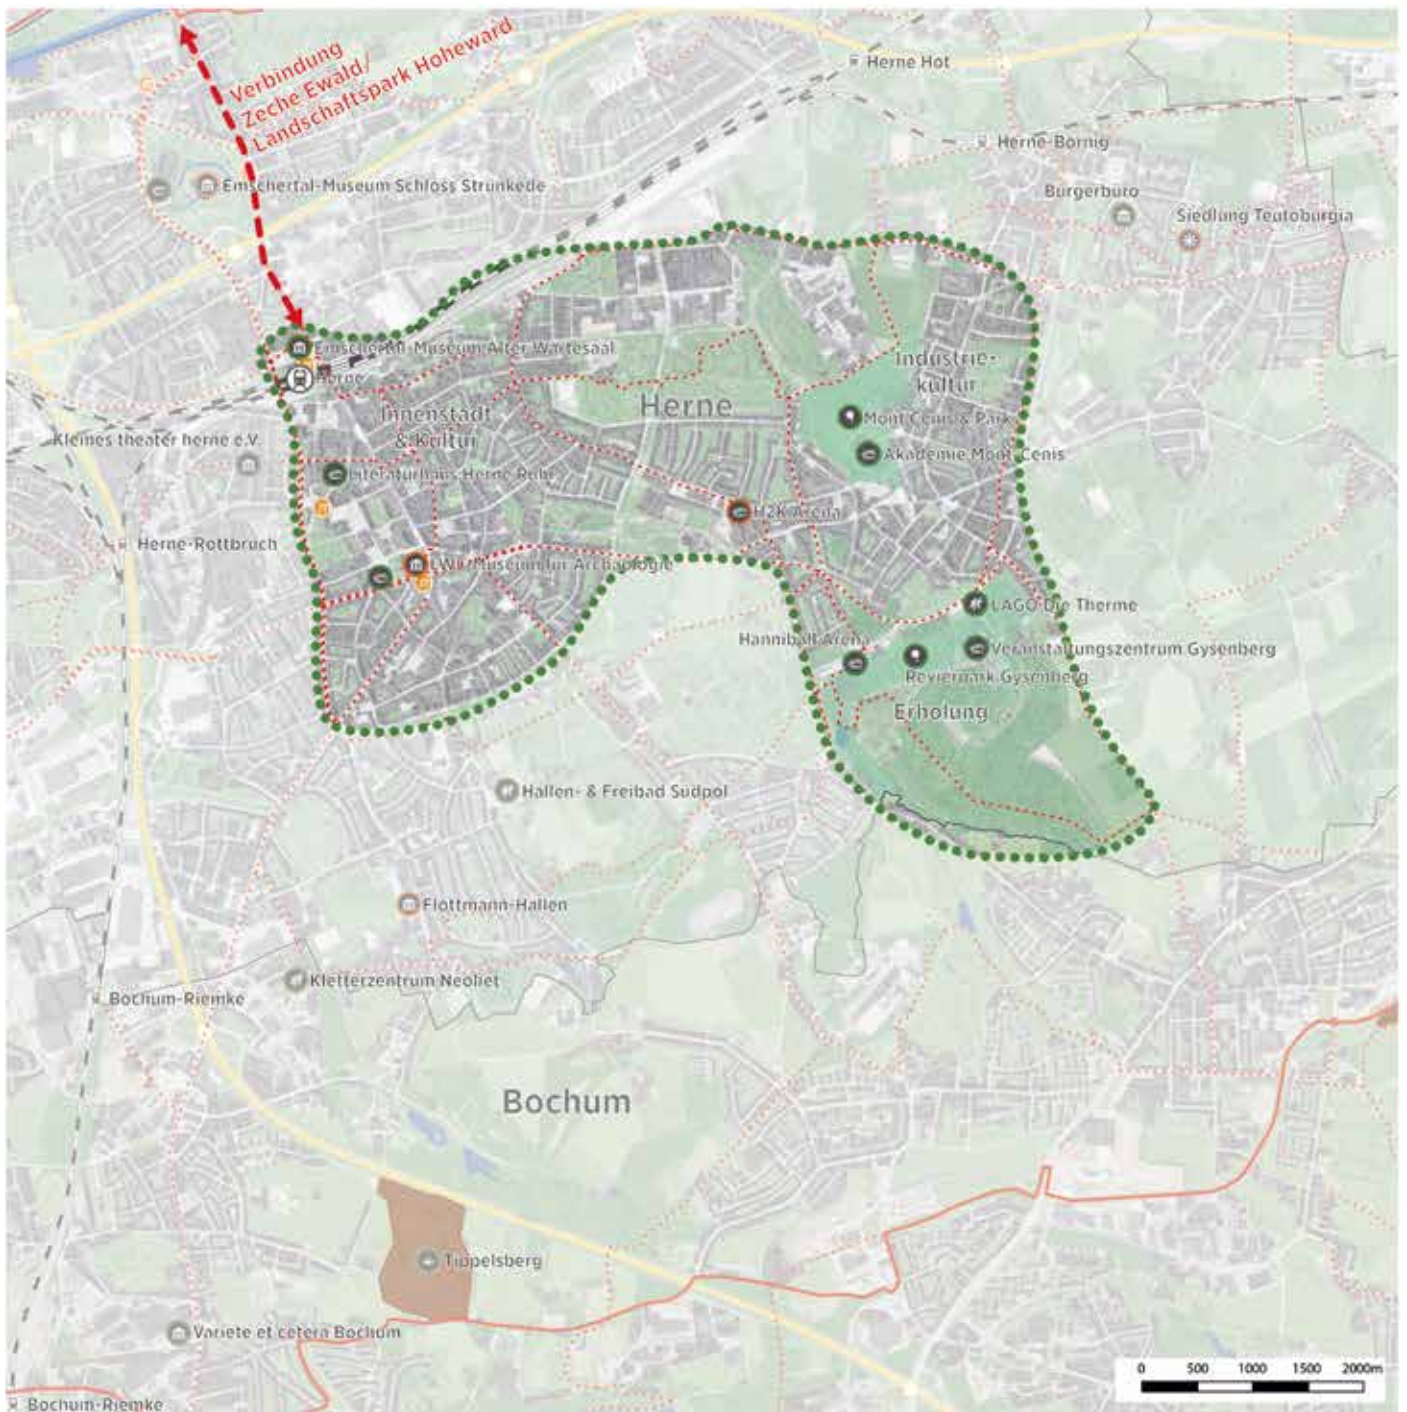 Verbindung
Zeche Ewald/
Landschaftspark Hoheward
Herne Hof
Herne-Börnig
Emschertal-Museum Schloss Strünkede
Bürgerbüro
Siedlung Teutoburgia
Emschertal-Museum Alter Wartesaal
Herne
Industrie-
kultur
Innenstadt
& Kultur
Herne
Mont Cenis & Park
Kleines theater herne e.V.
Akademie Mont-Cenis
Literaturhaus Herne Ruhr
H2K Arena
Herne-Rottbruch
LWL Museum für Archäologie
LAGO Die Therme
Hannibal Arena
Veranstaltungszentrum Gysenberg
Revierpark Gysenberg
Erholung
Hallen- & Freibad Südpol
Flottmann-Hallen
Kletterzentrum Neoliet
Bochum-Riemke
Bochum
Tippelsberg
Variete et cetera Bochum
0 500 1000 1500 2000m
Bochum-Riemke